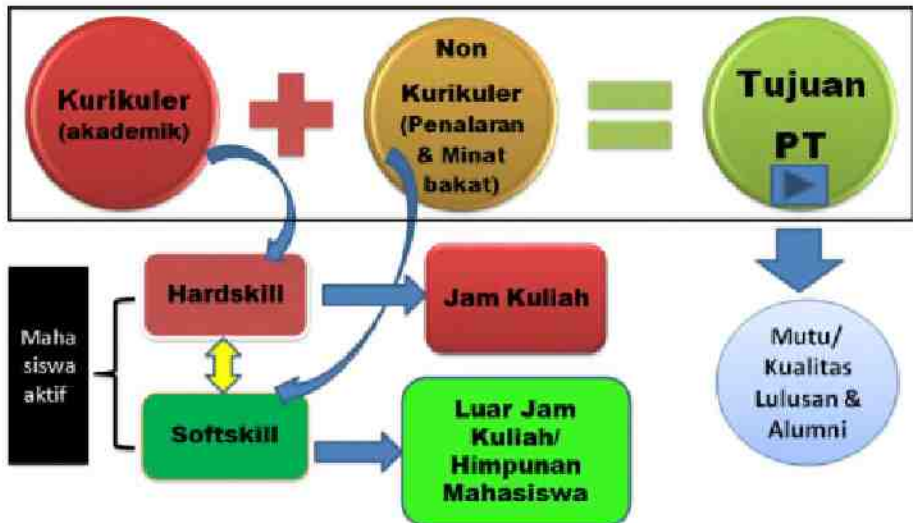 Kurikuler
(akademik)
Non
Kurikuler
(Penalaran
& Minat
bakat)
Tujuan
PT
Maha
siswa
aktif
Hardskill
Jam Kuliah
Softskill
Luar Jam
Kuliah/
Himpunan
Mahasiswa
Mutu/
Kualitas
Lulusan &
Alumni